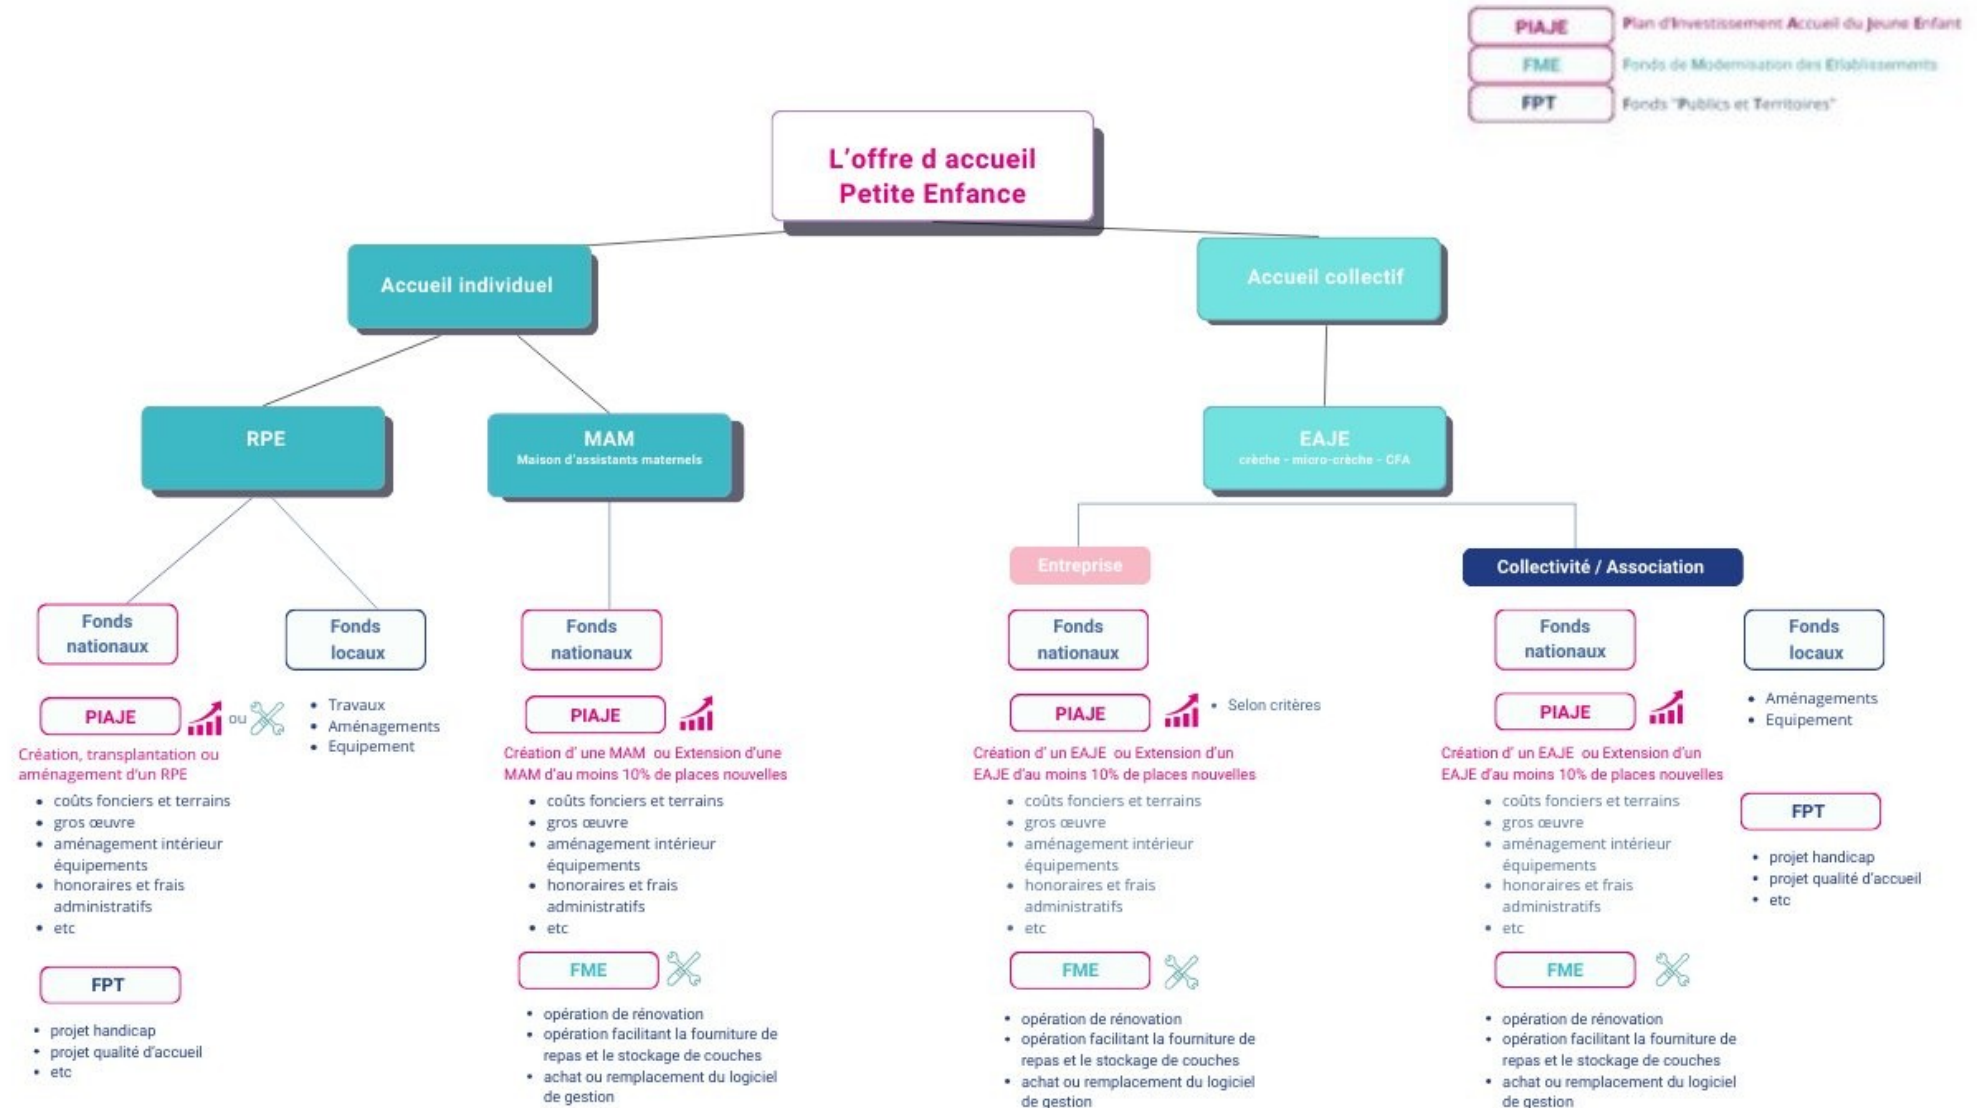 PIAJE
Plan d'Investissement Accueil du Jeune Enfant
FME
Fonds de Modernisation des Etablissements
FPT
Fonds "Publics et Territoires"
L'offre d accueil
Petite Enfance
Accueil individuel
Accueil collectif
RPE
MAM
Maison d'assistants maternels
EAJE
crèche - micro-crèche - CFA
Entreprise
Collectivité / Association
Fonds
nationaux
Fonds
locaux
PIAJE
ou
• Travaux
• Aménagements
• Equipement
Création, transplantation ou
aménagement d'un RPE
• coûts fonciers et terrains
• gros œuvre
• aménagement intérieur
équipements
• honoraires et frais
administratifs
• etc
FPT
• projet handicap
• projet qualité d'accueil
• etc
Fonds
nationaux
PIAJE
Création d' une MAM ou Extension d'une
MAM d'au moins 10% de places nouvelles
• coûts fonciers et terrains
• gros œuvre
• aménagement intérieur
équipements
• honoraires et frais
administratifs
• etc
FME
• opération de rénovation
• opération facilitant la fourniture de
repas et le stockage de couches
• achat ou remplacement du logiciel
de gestion
Fonds
nationaux
PIAJE
• Selon critères
Création d' un EAJE ou Extension d'un
EAJE d'au moins 10% de places nouvelles
• coûts fonciers et terrains
• gros œuvre
• aménagement intérieur
équipements
• honoraires et frais
administratifs
• etc
FME
• opération de rénovation
• opération facilitant la fourniture de
repas et le stockage de couches
• achat ou remplacement du logiciel
de gestion
Fonds
nationaux
PIAJE
Création d' un EAJE ou Extension d'un
EAJE d'au moins 10% de places nouvelles
• coûts fonciers et terrains
• gros œuvre
• aménagement intérieur
équipements
• honoraires et frais
administratifs
• etc
FME
• opération de rénovation
• opération facilitant la fourniture de
repas et le stockage de couches
• achat ou remplacement du logiciel
de gestion
Fonds
locaux
• Aménagements
• Equipement
FPT
• projet handicap
• projet qualité d'accueil
• etc